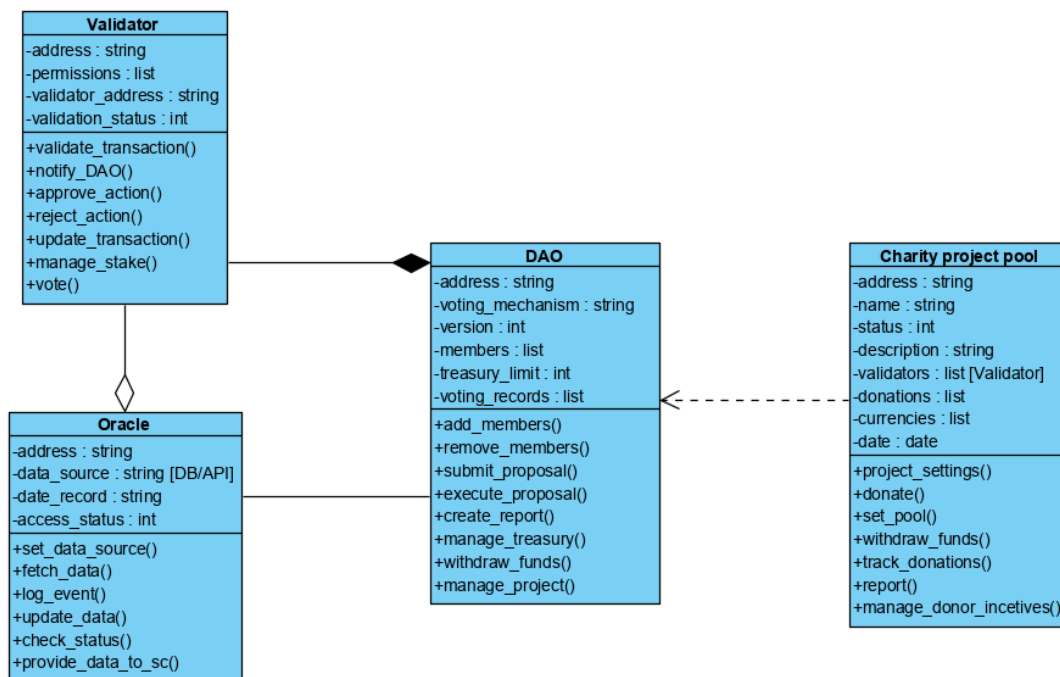 Validator
-address : string
-permissions : list
-validator_address : string
-validation_status : int
+validate_transaction()
+notify_DAO()
+approve_action()
+reject_action()
+update_transaction()
+manage_stake()
+vote()
DAO
-address : string
-voting_mechanism : string
-version : int
-members : list
-treasury_limit : int
-voting_records : list
+add_members()
+remove_members()
+submit_proposal()
+execute_proposal()
+create_report()
+manage_treasury()
+withdraw_funds()
+manage_project()
Charity project pool
-address : string
-name : string
-status : int
-description : string
-validators : list [Validator]
-donations : list
-currencies : list
-date : date
+project_settings()
+donate()
+set_pool()
+withdraw_funds()
+track_donations()
+report()
+manage_donor_incetives()
Oracle
-address : string
-data_source : string [DB/API]
-date_record : string
-access_status : int
+set_data_source()
+fetch_data()
+log_event()
+update_data()
+check_status()
+provide_data_to_sc()